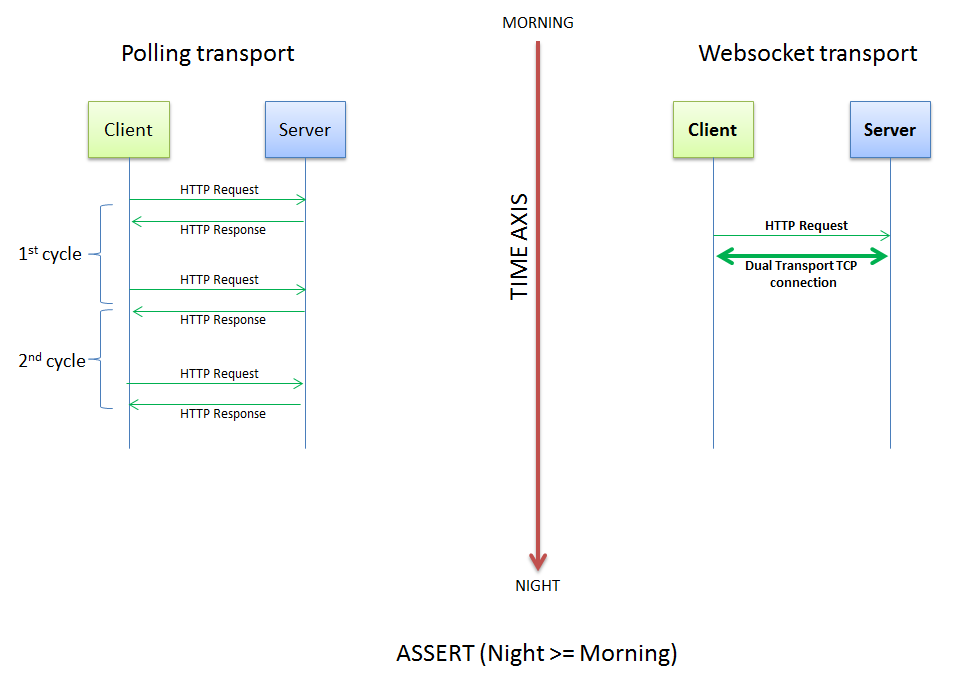 MORNING
Polling transport
Websocket transport
Client
Server
Client
Server
HTTP Request
HTTP Response
1st cycle
HTTP Request
HTTP Response
2nd cycle
HTTP Request
HTTP Response
TIME AXIS
HTTP Request
Dual Transport TCP
connection
NIGHT
ASSERT (Night >= Morning)